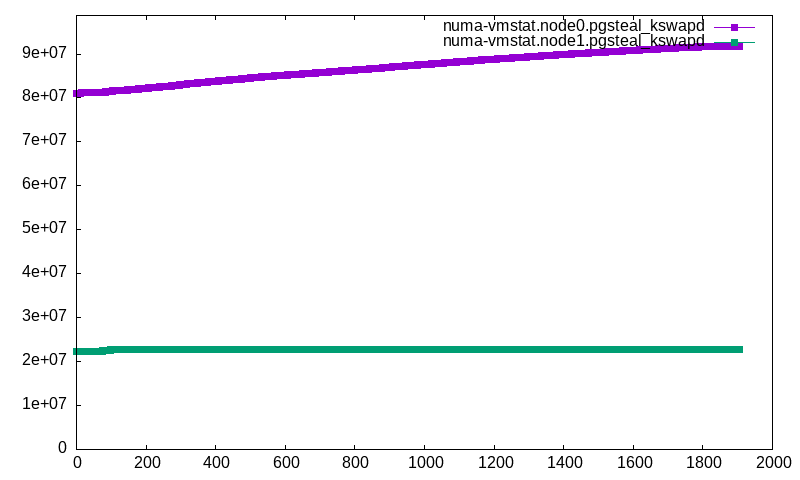 numa-vmstat.node0.pgsteal_kswapd
numa-vmstat.node1.pgsteal_kswapd
9e+07
8e+07
7e+07
6e+07
5e+07
4e+07
3e+07
2e+07
1e+07
0
0 200 400 600 800 1000 1200 1400 1600 1800 2000